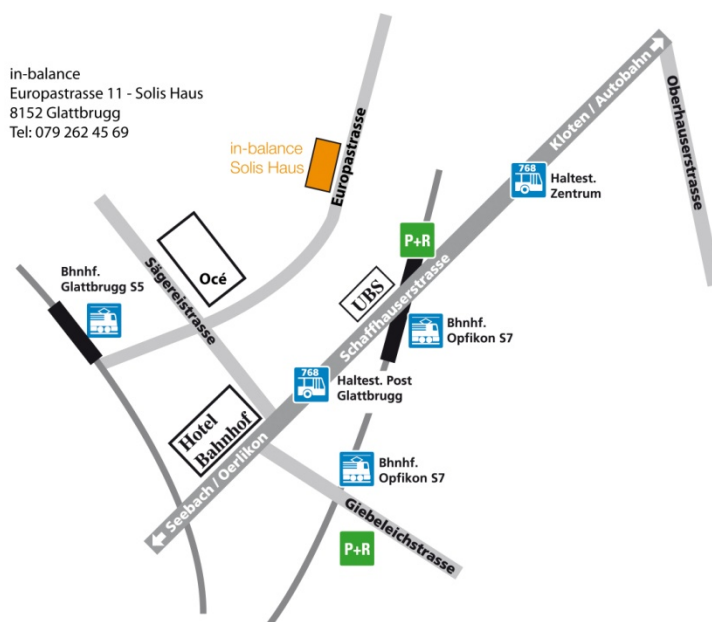 in-balance
Europastrasse 11 - Solis Haus
8152 Glattbrugg
Tel: 079 262 45 69
in-balance
Solis Haus
Europastrasse
Kloten / Autobahn
Oberhauserstrasse
768
Haltest.
Zentrum
P+R
Sägereistrasse
Océ
Bhnhf.
Glattbrugg S5
UBS
Schaffhauserstrasse
Bhnhf.
Opfikon S7
768
Haltest. Post
Glattbrugg
Hotel
Bahnhof
Seebach / Oerlikon
Bhnhf.
Opfikon S7
Giebeleichstrasse
P+R